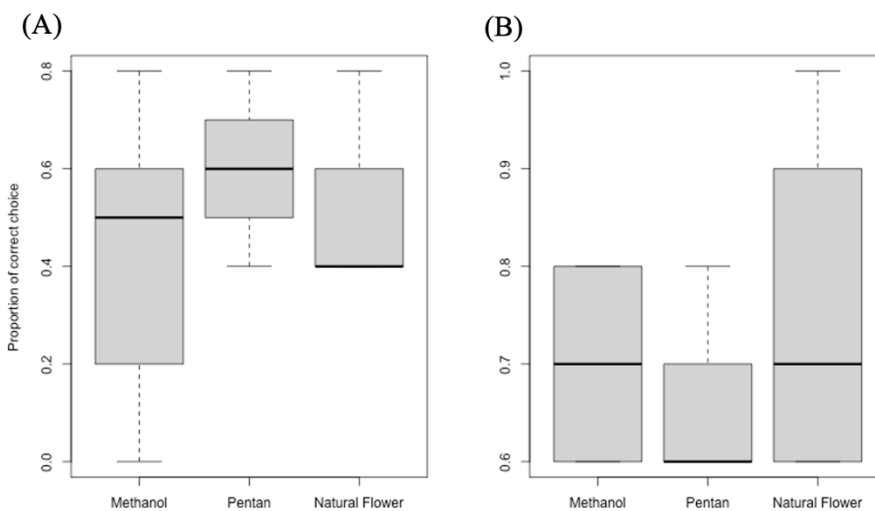 (A)
Proportion of correct choice
0.8
0.6
0.4
0.2
0.0
Methanol Pentan Natural Flower
(B)
1.0
0.9
0.8
0.7
0.6
Methanol Pentan Natural Flower